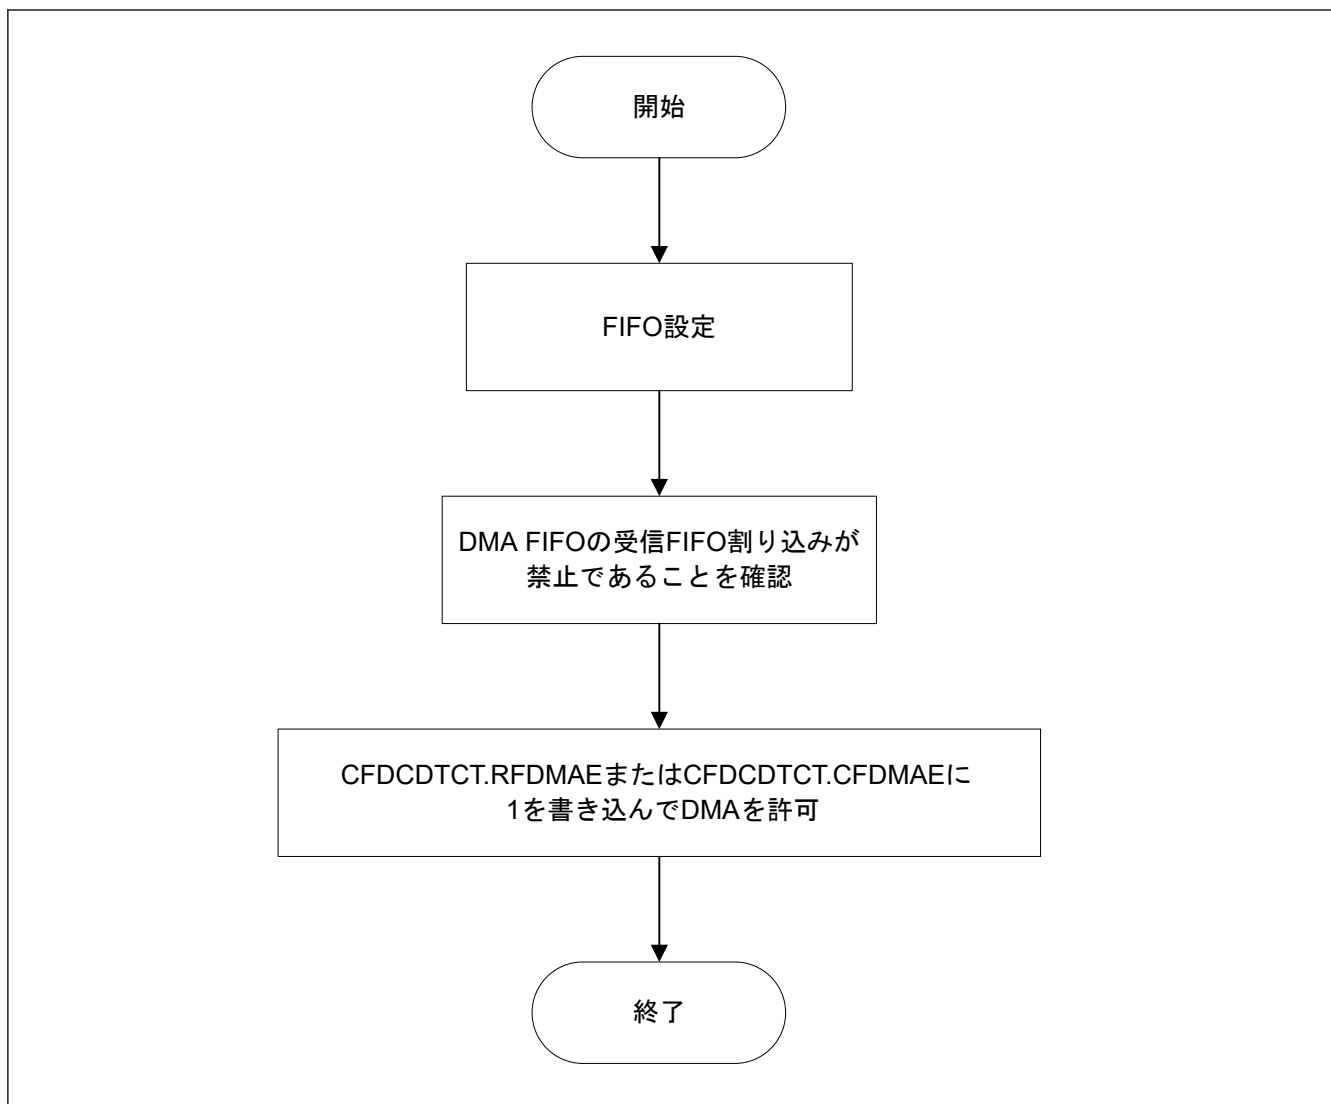 開始
FIFO設定
DMA FIFOの受信FIFO割り込みが
禁止であることを確認
CFDCDTCT.RFDMAEまたはCFDCDTCT.CFDMAEに
1を書き込んでDMAを許可
終了